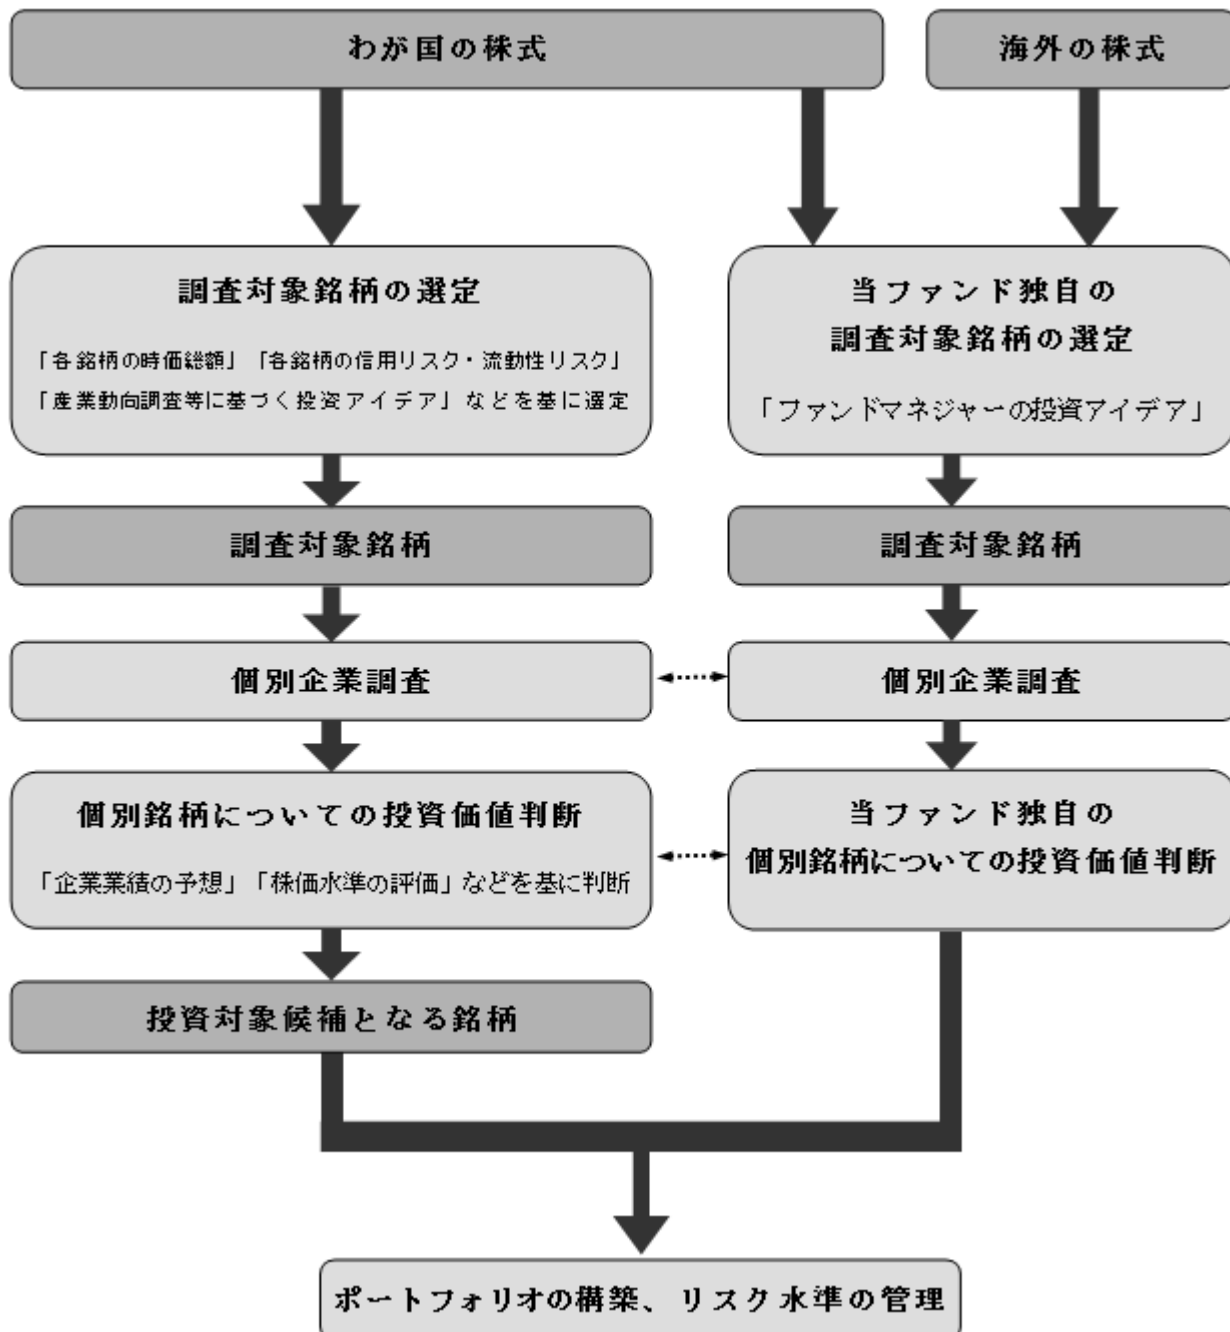 わが国の株式
海外の株式
調査対象銘柄の選定
「各銘柄の時価総額」「各銘柄の信用リスク・流動性リスク」
「産業動向調査等に基づく投資アイデア」などを基に選定
当ファンド独自の
調査対象銘柄の選定
「ファンドマネジャーの投資アイデア」
調査対象銘柄
調査対象銘柄
個別企業調査
個別企業調査
個別銘柄についての投資価値判断
「企業業績の予想」「株価水準の評価」などを基に判断
当ファンド独自の
個別銘柄についての投資価値判断
投資対象候補となる銘柄
ポートフォリオの構築、リスク水準の管理